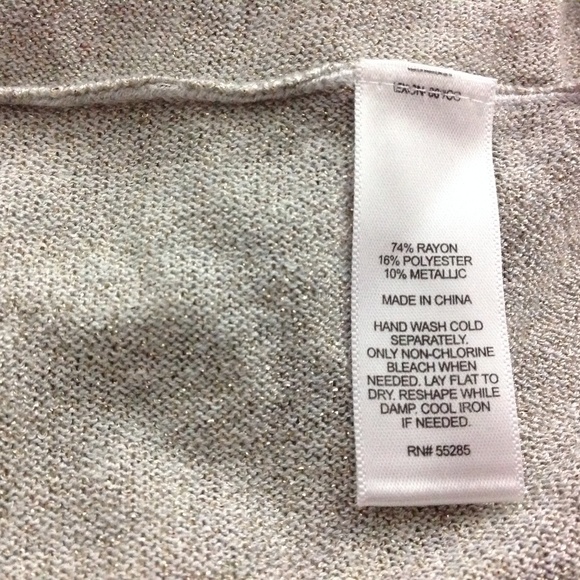 74% RAYON
16% POLYESTER
10% METALLIC
MADE IN CHINA
HAND WASH COLD
SEPARATELY.
ONLY NON-CHLORINE
BLEACH WHEN
NEEDED. LAY FLAT TO
DRY. RESHAPE WHILE
DAMP. COOL IRON
IF NEEDED.
RN# 55285